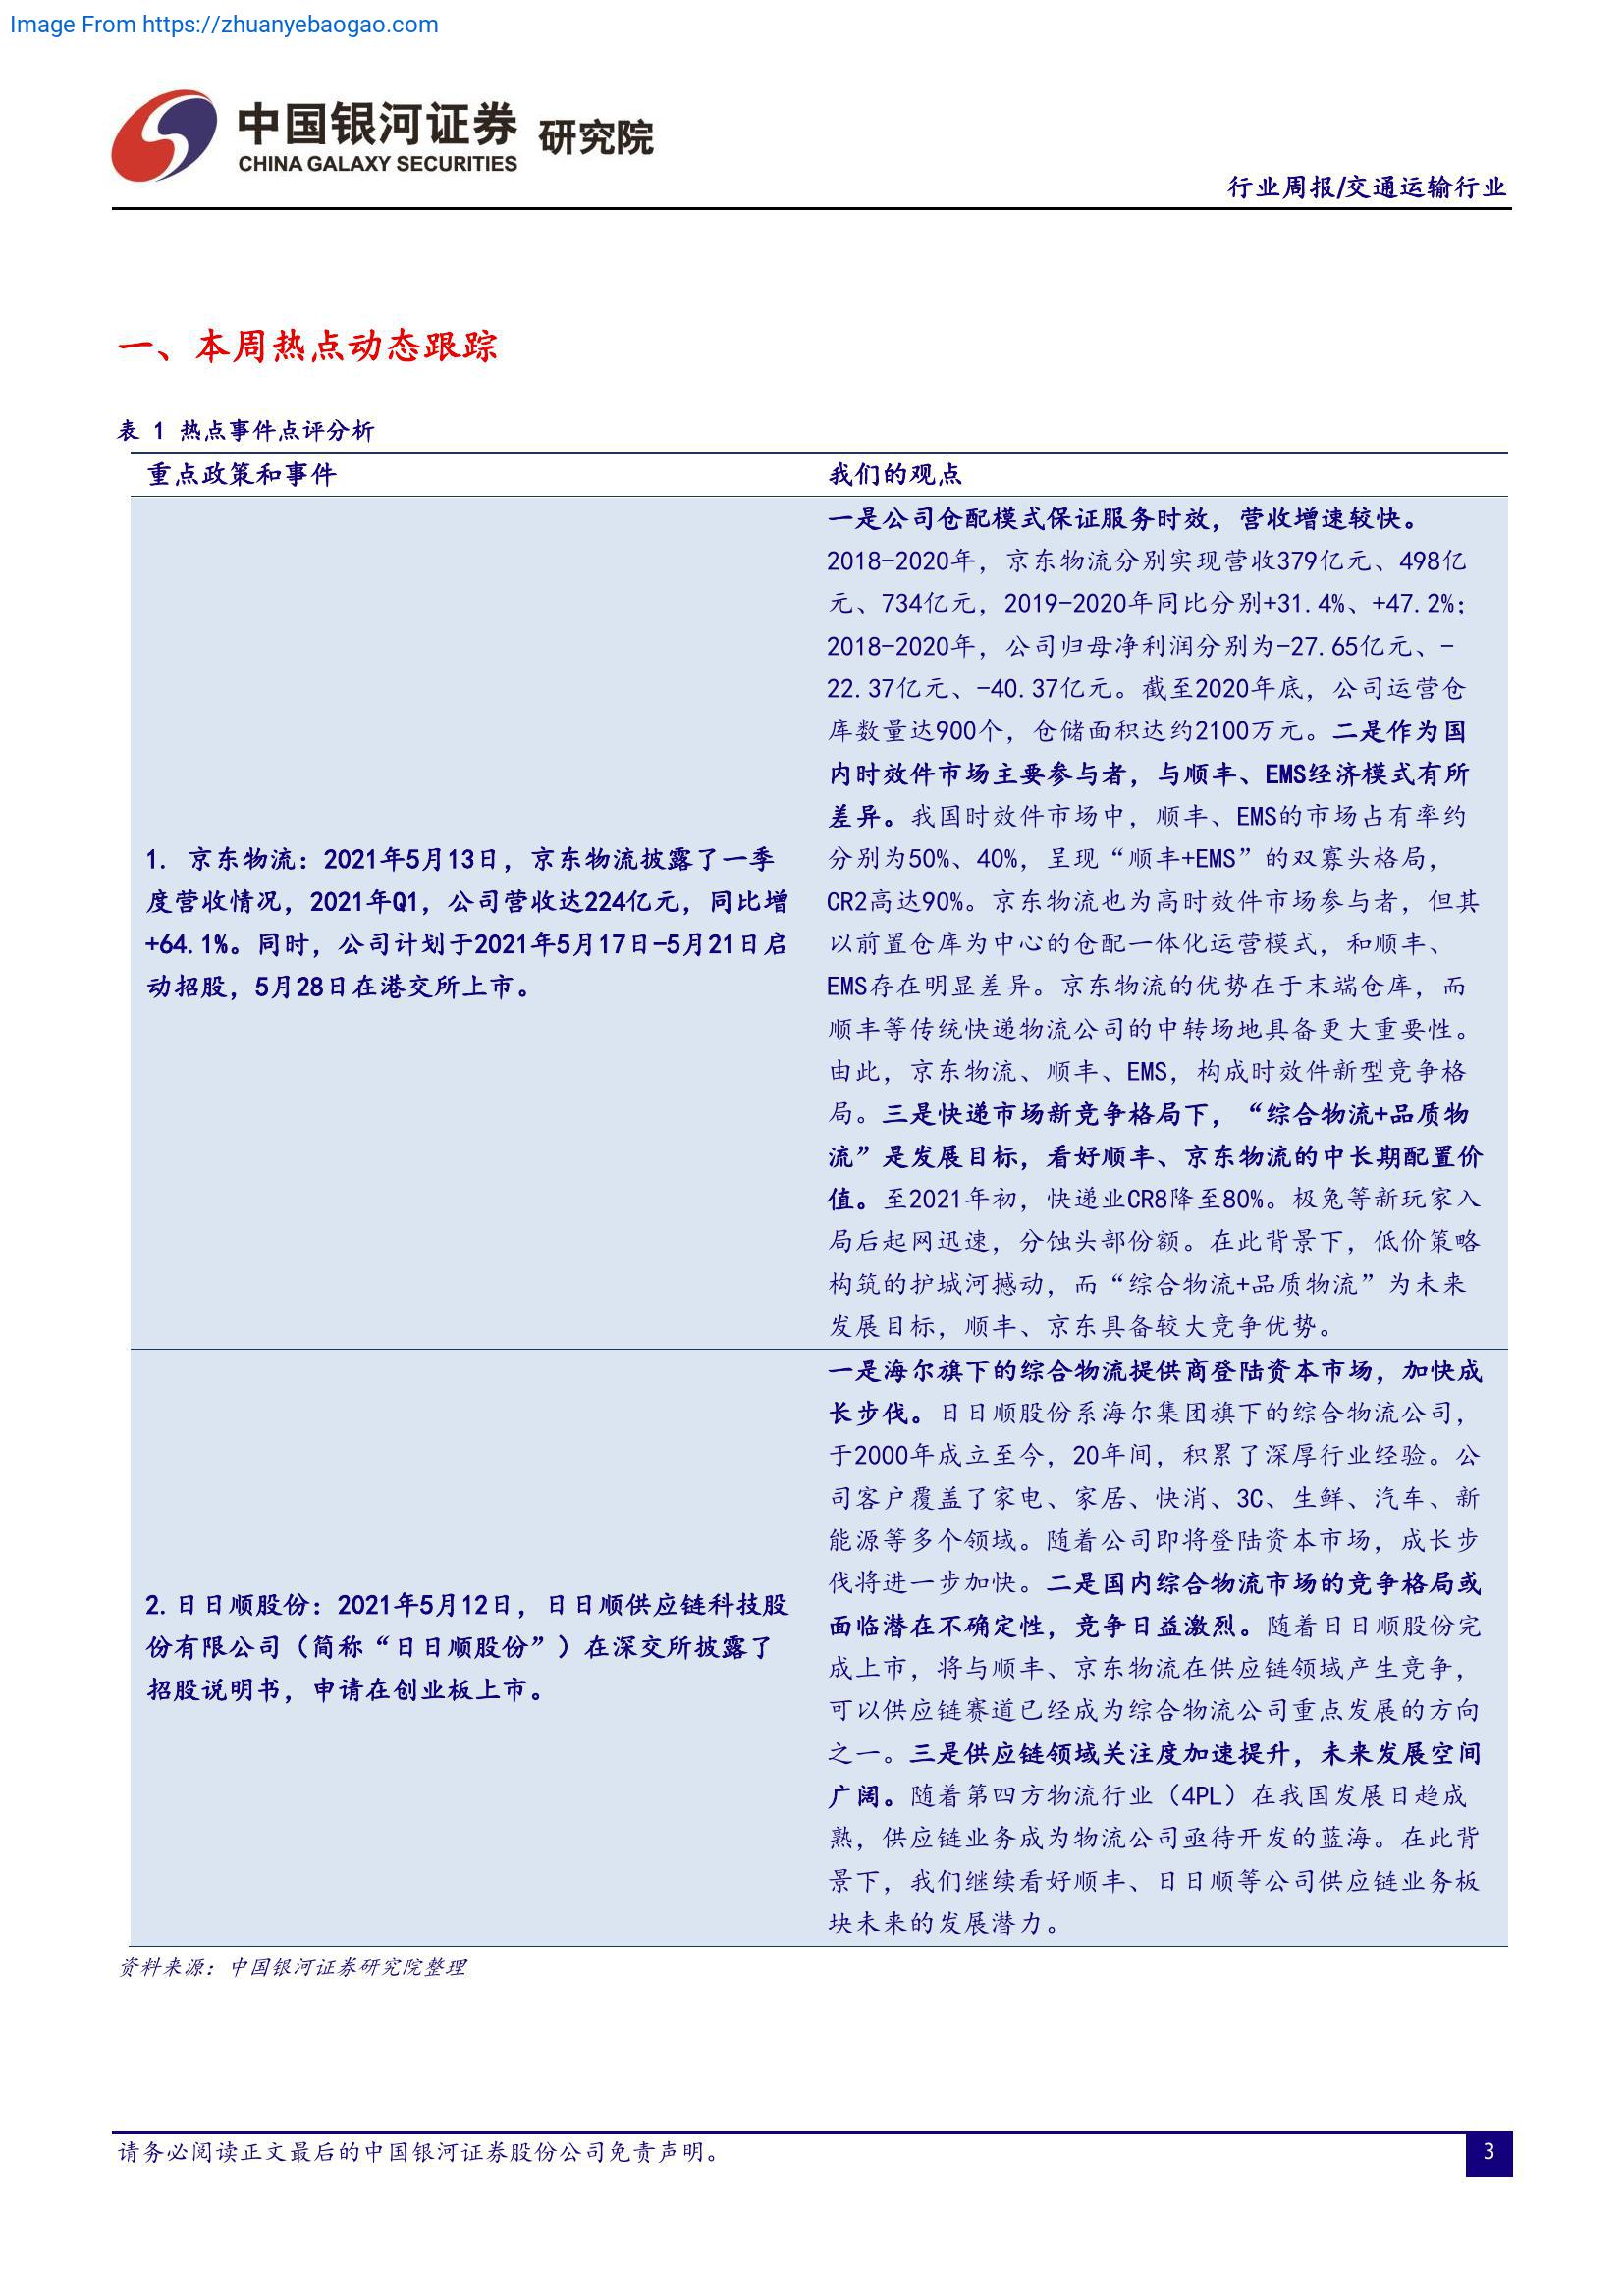 Image From https://zhuanyebaogao.com
中国银河证券 研究院
CHINA GALAXY SECURITIES
行业周报/交通运输行业
一、本周热点动态跟踪
表 1 热点事件点评分析
重点政策和事件
我们的观点
1. 京东物流：2021年5月13日，京东物流披露了一季
度营收情况，2021年Q1，公司营收达224亿元，同比增
+64.1%。同时，公司计划于2021年5月17日-5月21日启
动招股，5月28日在港交所上市。
一是公司仓配模式保证服务时效，营收增速较快。
2018-2020年，京东物流分别实现营收379亿元、498亿
元、734亿元，2019-2020年同比分别+31.4%、+47.2%；
2018-2020年，公司归母净利润分别为-27.65亿元、-
22.37亿元、-40.37亿元。截至2020年底，公司运营仓
库数量达900个，仓储面积达约2100万元。二是作为国
内时效件市场主要参与者，与顺丰、EMS经济模式有所
差异。我国时效件市场中，顺丰、EMS的市场占有率约
分别为50%、40%，呈现“顺丰+EMS”的双寡头格局，
CR2高达90%。京东物流也为高时效件市场参与者，但其
以前置仓库为中心的仓配一体化运营模式，和顺丰、
EMS存在明显差异。京东物流的优势在于末端仓库，而
顺丰等传统快递物流公司的中转场地具备更大重要性。
由此，京东物流、顺丰、EMS，构成时效件新型竞争格
局。三是快递市场新竞争格局下，“综合物流+品质物
流”是发展目标，看好顺丰、京东物流的中长期配置价
值。至2021年初，快递业CR8降至80%。极兔等新玩家入
局后起网迅速，分蚀头部份额。在此背景下，低价策略
构筑的护城河撼动，而“综合物流+品质物流”为未来
发展目标，顺丰、京东具备较大竞争优势。
2.日日顺股份：2021年5月12日，日日顺供应链科技股
份有限公司（简称“日日顺股份”）在深交所披露了
招股说明书，申请在创业板上市。
一是海尔旗下的综合物流提供商登陆资本市场，加快成
长步伐。日日顺股份系海尔集团旗下的综合物流公司，
于2000年成立至今，20年间，积累了深厚行业经验。公
司客户覆盖了家电、家居、快消、3C、生鲜、汽车、新
能源等多个领域。随着公司即将登陆资本市场，成长步
伐将进一步加快。二是国内综合物流市场的竞争格局或
面临潜在不确定性，竞争日益激烈。随着日日顺股份完
成上市，将与顺丰、京东物流在供应链领域产生竞争，
可以供应链赛道已经成为综合物流公司重点发展的方向
之一。三是供应链领域关注度加速提升，未来发展空间
广阔。随着第四方物流行业（4PL）在我国发展日趋成
熟，供应链业务成为物流公司亟待开发的蓝海。在此背
景下，我们继续看好顺丰、日日顺等公司供应链业务板
块未来的发展潜力。
资料来源：中国银河证券研究院整理
请务必阅读正文最后的中国银河证券股份公司免责声明。
3